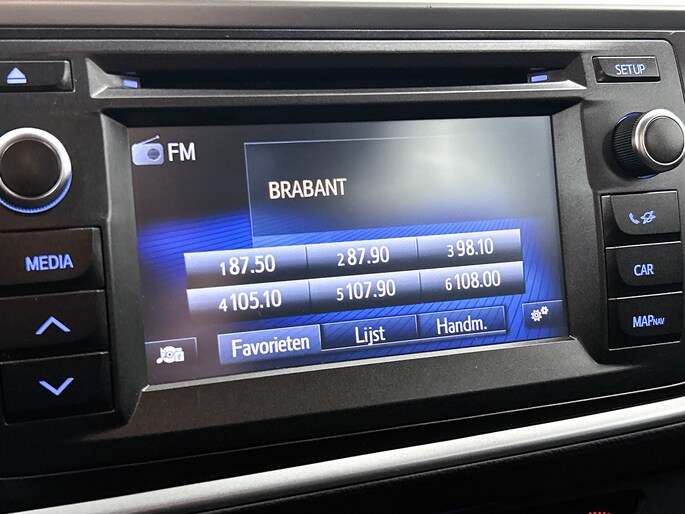 SETUP
FM
BRABANT
MEDIA
1 87.50 2 87.90 3 98.10
4 105.10 5 107.90 6 108.00
Favorieten Lijst Handm.
CAR
MAP NAV